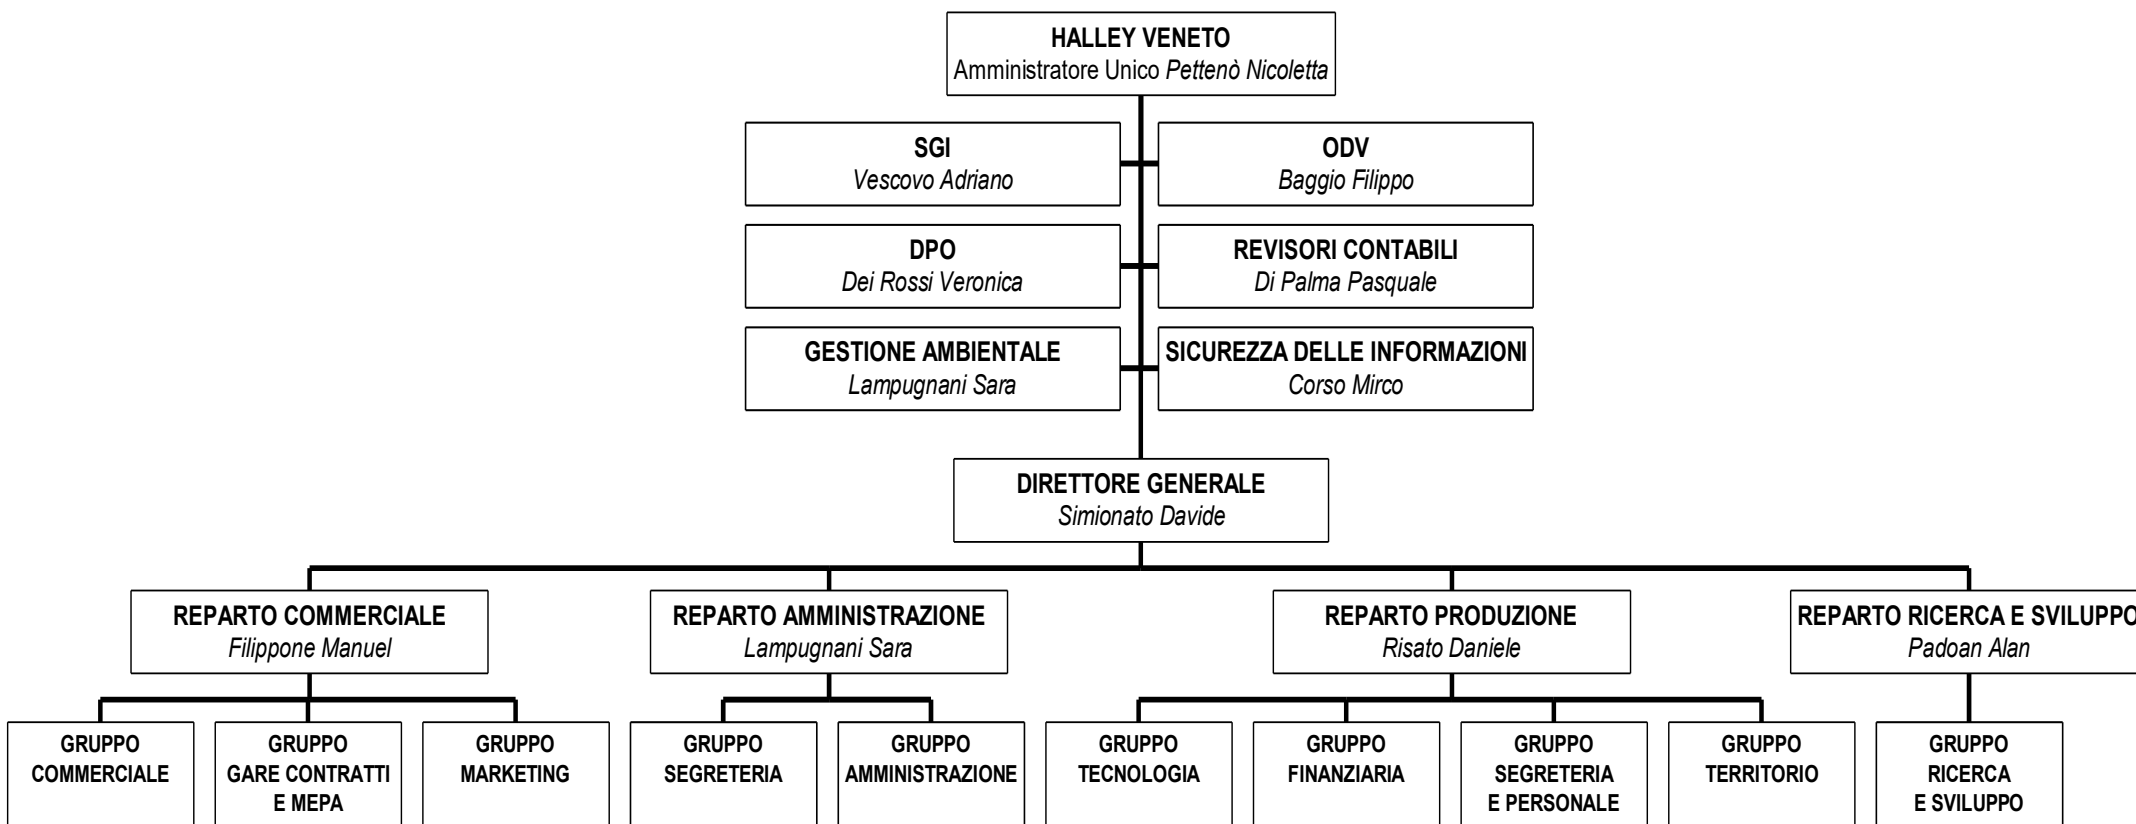 HALLEY VENETO
Amministratore Unico Pettenò Nicoletta
SGI
Vescovo Adriano
ODV
Baggio Filippo
DPO
Dei Rossi Veronica
REVISORI CONTABILI
Di Palma Pasquale
GESTIONE AMBIENTALE
Lampugnani Sara
SICUREZZA DELLE INFORMAZIONI
Corso Mirco
DIRETTORE GENERALE
Simionato Davide
REPARTO COMMERCIALE
Filippone Manuel
REPARTO AMMINISTRAZIONE
Lampugnani Sara
REPARTO PRODUZIONE
Risato Daniele
REPARTO RICERCA E SVILUPPO
Padoan Alan
GRUPPO
COMMERCIALE
GRUPPO
GARE CONTRATTI
E MEPA
GRUPPO
MARKETING
GRUPPO
SEGRETERIA
GRUPPO
AMMINISTRAZIONE
GRUPPO
TECNOLOGIA
GRUPPO
FINANZIARIA
GRUPPO
SEGRETERIA
E PERSONALE
GRUPPO
TERRITORIO
GRUPPO
RICERCA
E SVILUPPO